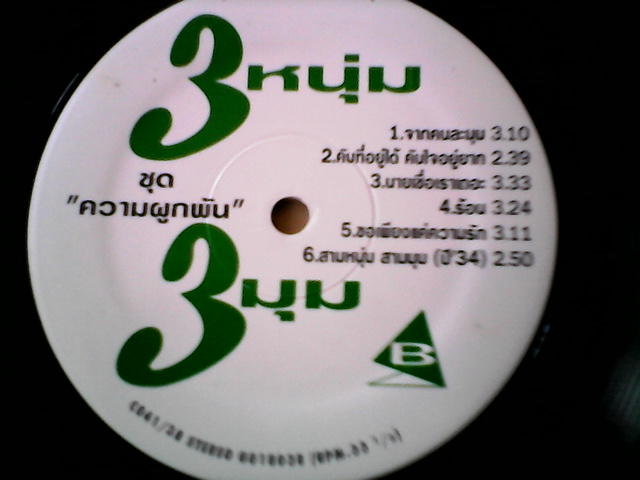 3 หนุ่ม
ชุด
"ความผูกพัน"
3 มุม
1.จากคนละมุม 3.10
2.คับที่อยู่ได้ คับใจอยู่ยาก 2.39
3.นายเชื่อเราเถอะ 3.33
4.ร้อน 3.24
5.ขอเพียงแค่ความรัก 3.11
6.สามหนุ่ม สามมุม (ปี'34) 2.50
B
STEREO (RPM.33 1/3)